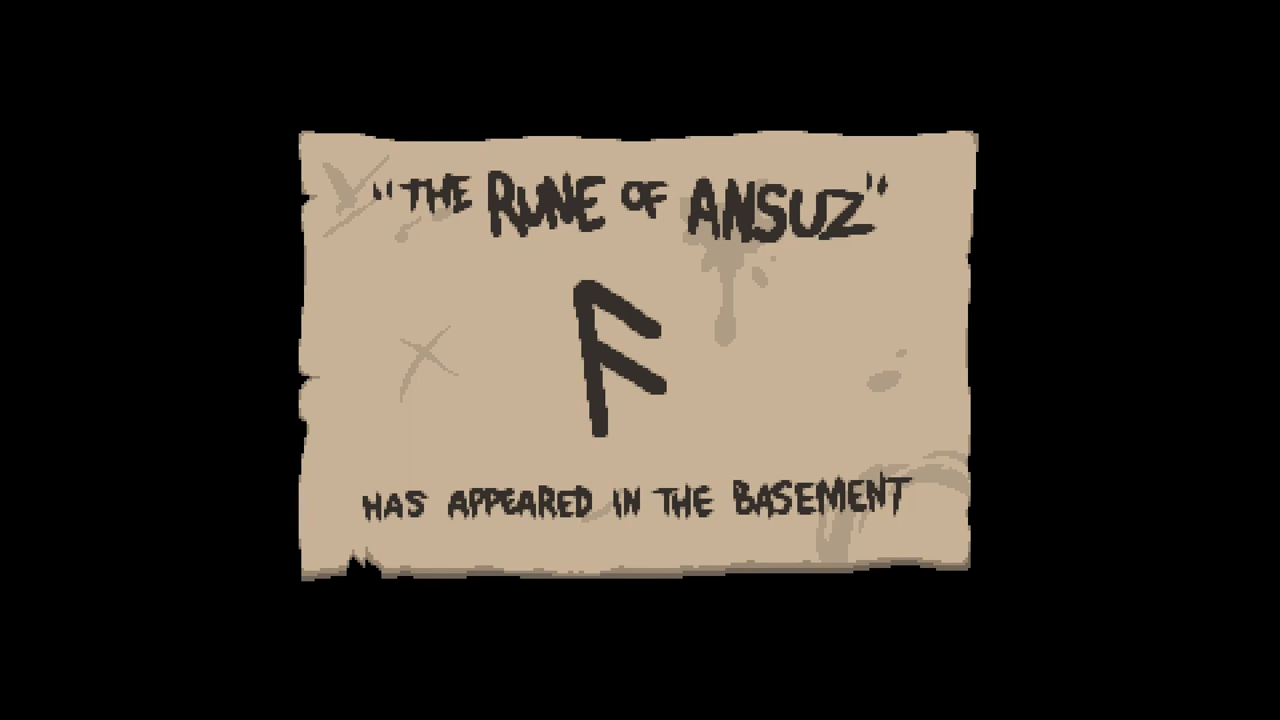 "THE RUNE OF ANSUZ"
ᚨ
HAS APPEARED IN THE BASEMENT